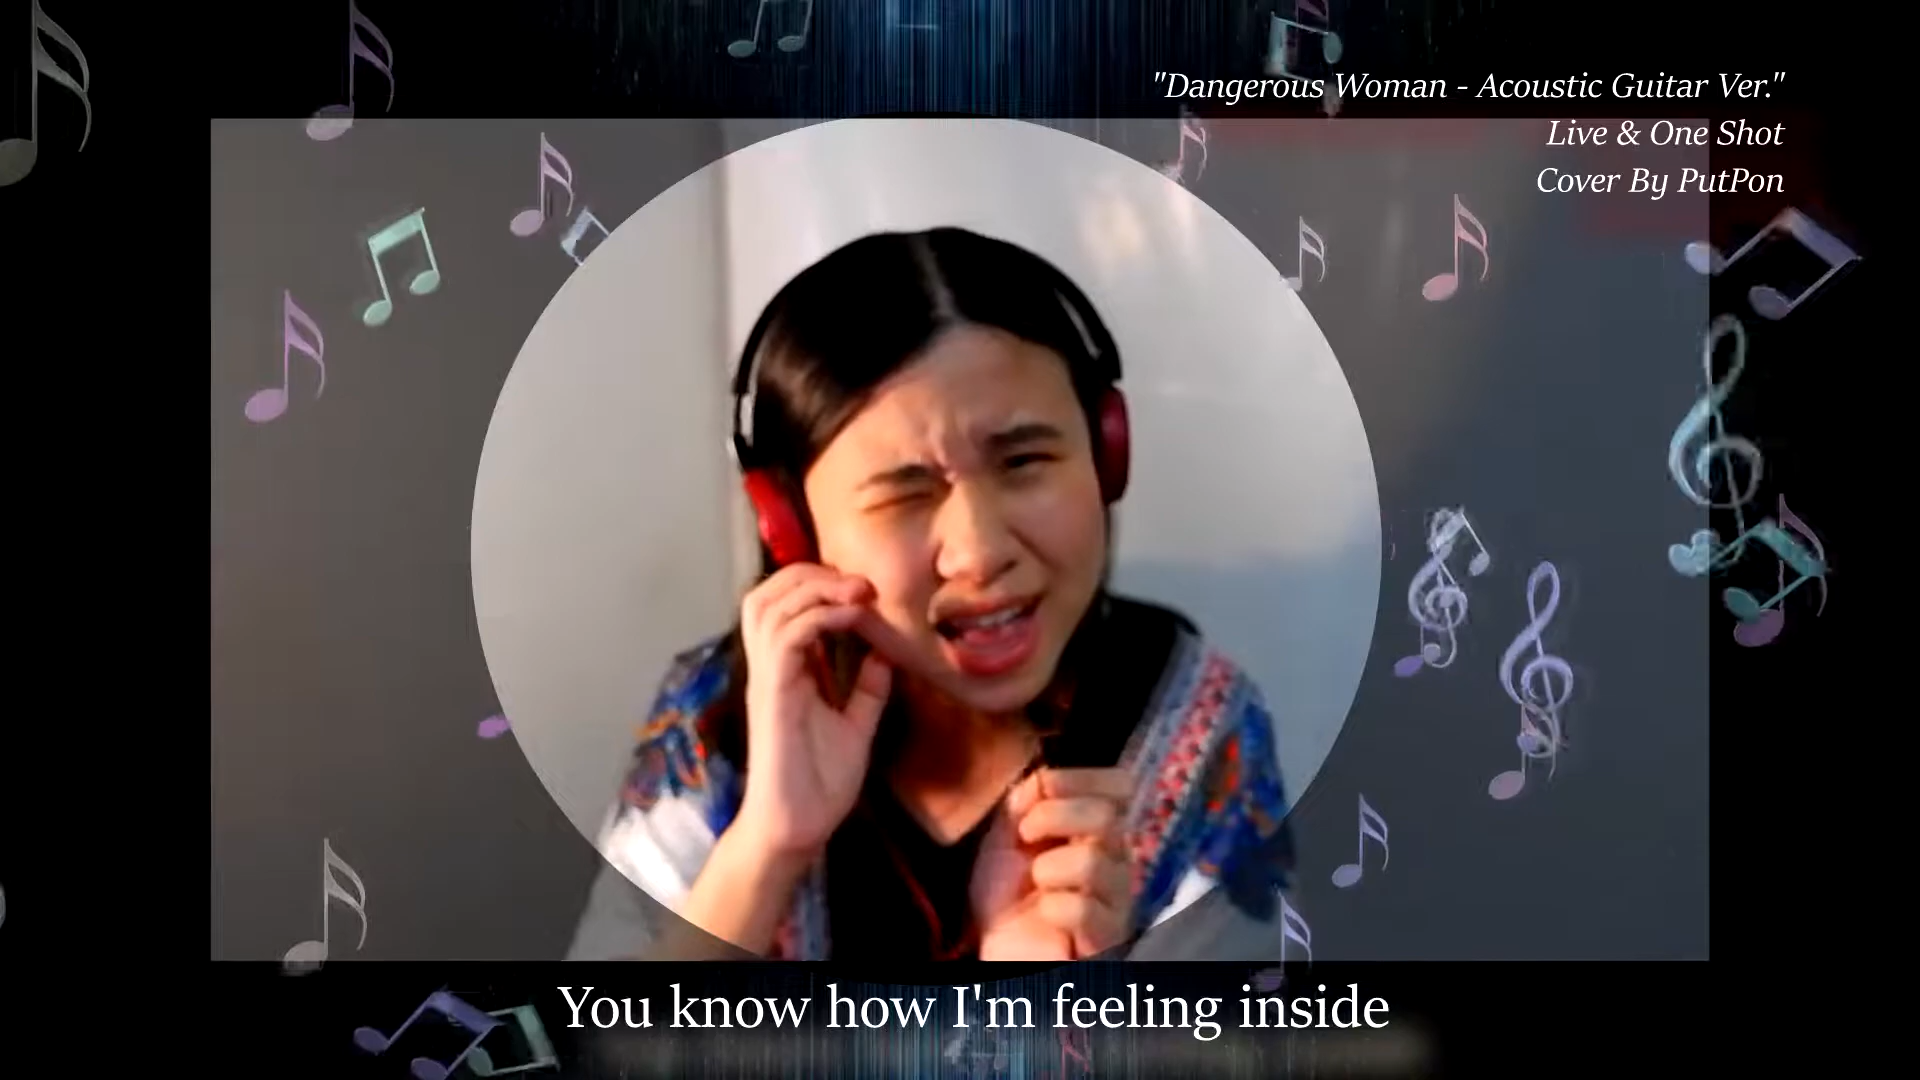 "Dangerous Woman - Acoustic Guitar Ver."
Live & One Shot
Cover By PutPon
You know how I'm feeling inside